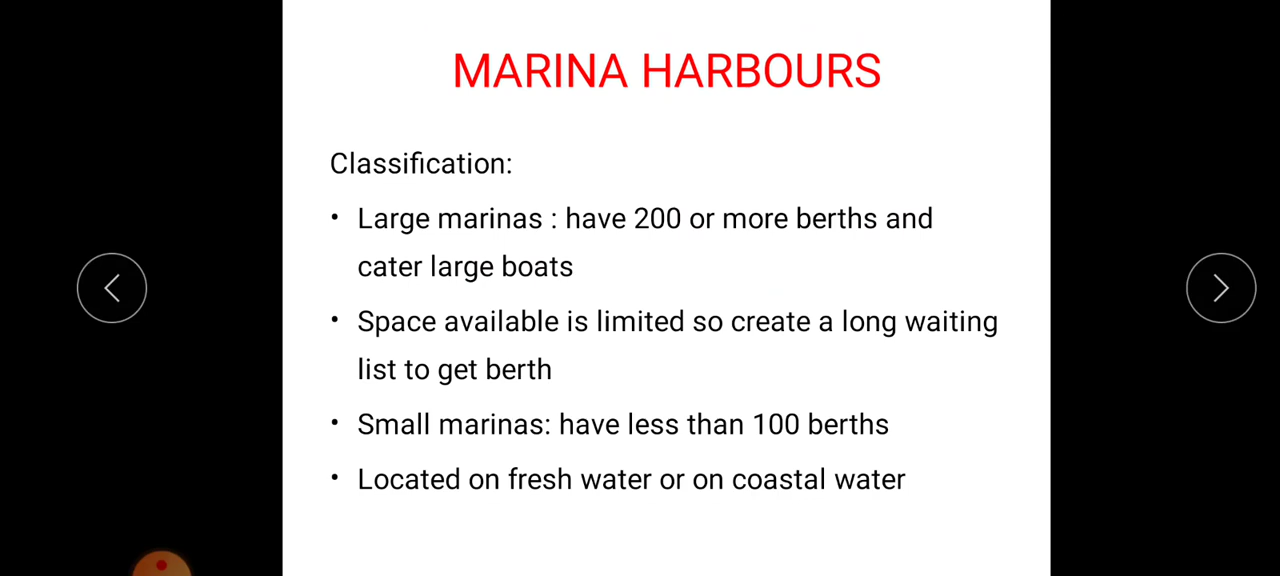 MARINA HARBOURS
Classification:
• Large marinas : have 200 or more berths and
cater large boats
• Space available is limited so create a long waiting
list to get berth
• Small marinas: have less than 100 berths
• Located on fresh water or on coastal water